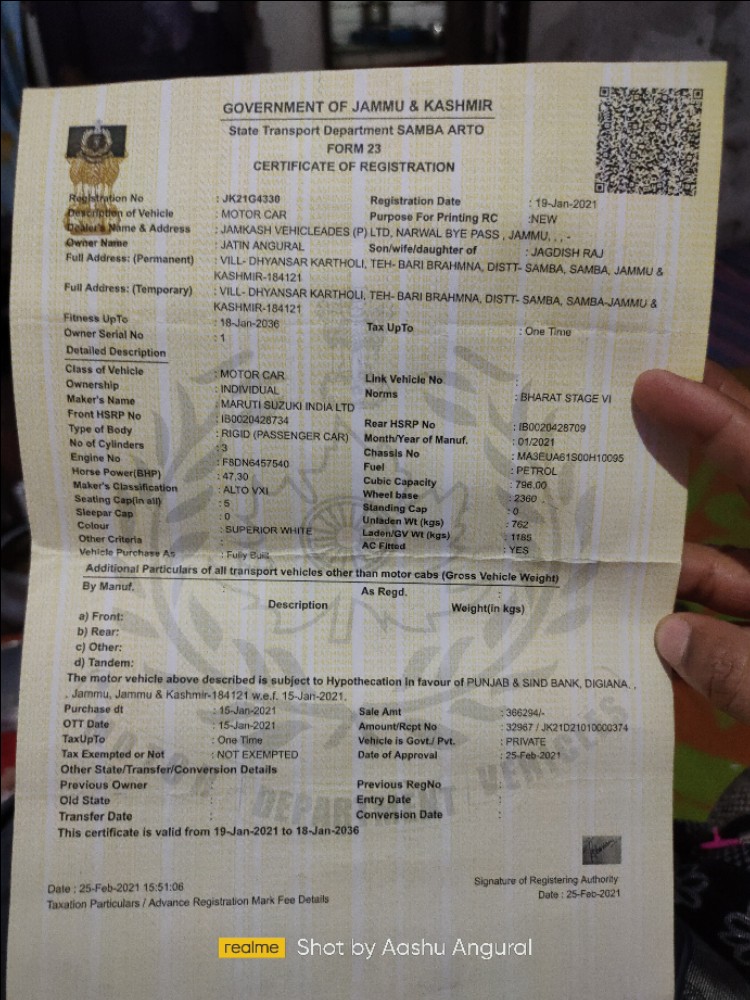 GOVERNMENT OF JAMMU & KASHMIR
State Transport Department SAMBA ARTO
FORM 23
CERTIFICATE OF REGISTRATION
Registration No : JK21G4330 Registration Date : 19-Jan-2021
Description of Vehicle : MOTOR CAR Purpose For Printing RC :NEW
Dealer's Name & Address : JAMKASH VEHICLEADES (P) LTD, NARWAL BYE PASS , JAMMU, , , -
Owner Name : JATIN ANGURAL Son/wife/daughter of : JAGDISH RAJ
Full Address: (Permanent) : VILL- DHYANSAR KARTHOLI, TEH- BARI BRAHMNA, DISTT- SAMBA, SAMBA, JAMMU &
KASHMIR-184121
Full Address: (Temporary) : VILL- DHYANSAR KARTHOLI, TEH- BARI BRAHMNA, DISTT- SAMBA, SAMBA-JAMMU &
KASHMIR-184121
Fitness UpTo : 18-Jan-2036 Tax UpTo : One Time
Owner Serial No : 1
Detailed Description
Class of Vehicle : MOTOR CAR Link Vehicle No :
Ownership : INDIVIDUAL Norms : BHARAT STAGE VI
Maker's Name : MARUTI SUZUKI INDIA LTD
Front HSRP No : IB0020428734 Rear HSRP No : IB0020428709
Type of Body : RIGID (PASSENGER CAR) Month/Year of Manuf. : 01/2021
No of Cylinders : 3 Chassis No : MA3EUA61S00H10095
Engine No : F8DN6457540 Fuel : PETROL
Horse Power(BHP) : 47.30 Cubic Capacity : 796.00
Maker's Classification : ALTO VXI Wheel base : 2360
Seating Cap(in all) : 5 Standing Cap : 0
Sleepar Cap : 0 Unladen Wt (kgs) : 762
Colour : SUPERIOR WHITE Laden/GV Wt (kgs) : 1185
Other Criteria : AC Fitted : YES
Vehicle Purchase As : Fully Built
Additional Particulars of all transport vehicles other than motor cabs (Gross Vehicle Weight)
By Manuf. : As Regd. :
Description Weight(in kgs)
a) Front:
b) Rear:
c) Other:
d) Tandem:
The motor vehicle above described is subject to Hypothecation In favour of PUNJAB & SIND BANK, DIGIANA, ,
, Jammu, Jammu & Kashmir-184121 w.e.f. 15-Jan-2021.
Purchase dt : 15-Jan-2021 Sale Amt : 366294/-
OTT Date : 15-Jan-2021 Amount/Rcpt No : 32967 / JK21D21010000374
TaxUpTo : One Time Vehicle is Govt./ Pvt. : PRIVATE
Tax Exempted or Not : NOT EXEMPTED Date of Approval : 25-Feb-2021
Other State/Transfer/Conversion Details
Previous Owner : Previous RegNo :
Old State : Entry Date :
Transfer Date : Conversion Date :
This certificate is valid from 19-Jan-2021 to 18-Jan-2036
Signature of Registering Authority
Date : 25-Feb-2021 15:51:06 Date : 25-Feb-2021
Taxation Particulars / Advance Registration Mark Fee Details
realme Shot by Aashu Angural